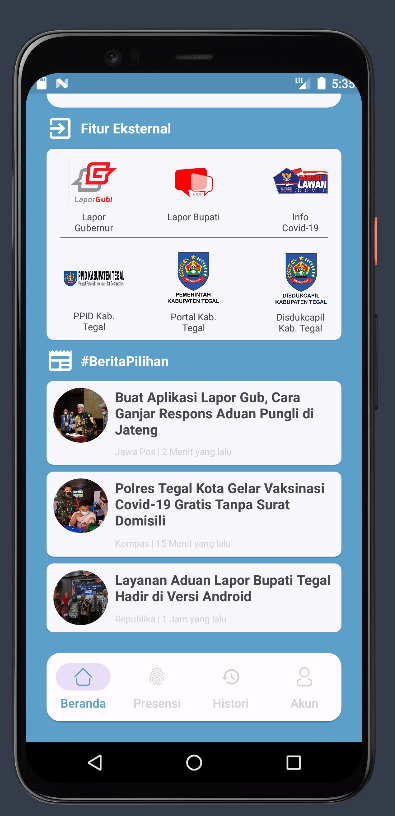 LTE 5:35
Fitur Eksternal
LaporGub!
Lapor
Gubernur
Lapor Bupati
LAWAN
Info
Covid-19
PPID KABUPATEN TEGAL
PPID Kab.
Tegal
PEMERINTAH
KABUPATEN TEGAL
Portal Kab.
Tegal
DISDUKCAPIL
KAB. TEGAL
Disdukcapil
Kab. Tegal
#BeritaPilihan
Buat Aplikasi Lapor Gub, Cara
Ganjar Respons Aduan Pungli di
Jateng
Jawa Pos | 2 Menit yang lalu
Polres Tegal Kota Gelar Vaksinasi
Covid-19 Gratis Tanpa Surat
Domisili
Kompas | 15 Menit yang lalu
Layanan Aduan Lapor Bupati Tegal
Hadir di Versi Android
Republika | 1 Jam yang lalu
Beranda
Presensi
Histori
Akun